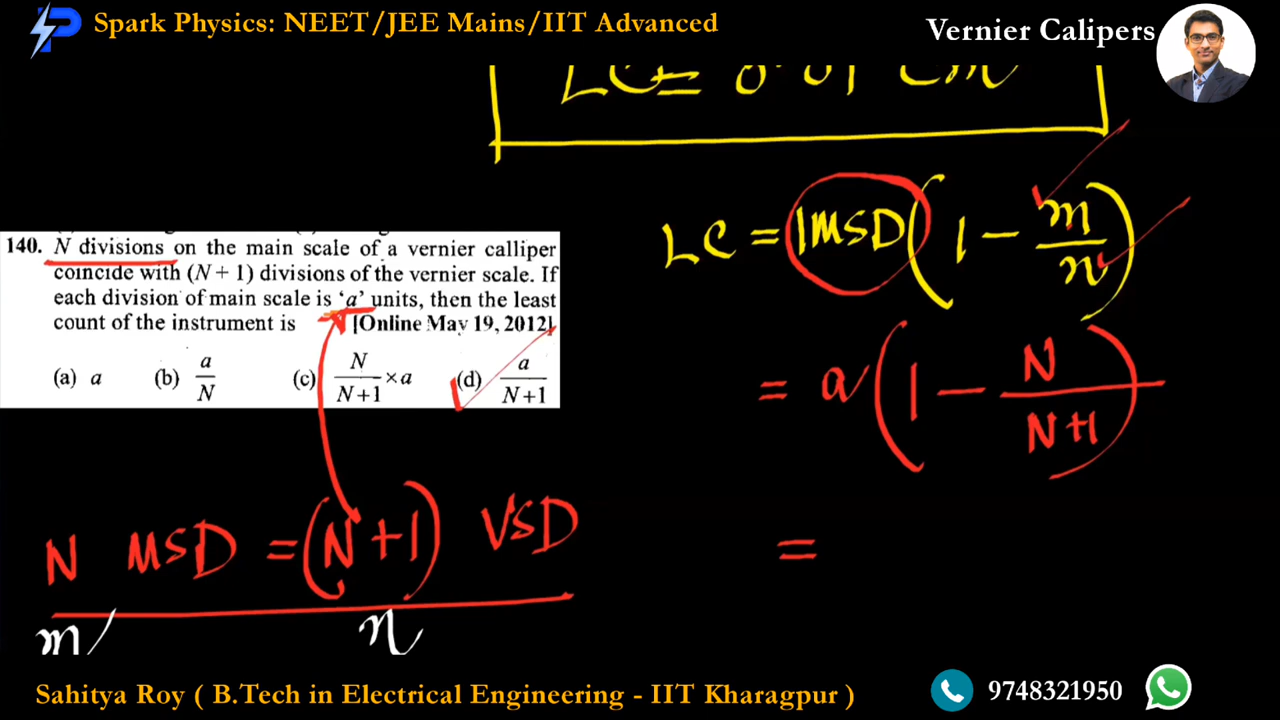 Spark Physics: NEET/JEE Mains/IIT Advanced
Vernier Calipers
LC = 0.01 cm
LC = 1MSD(1 - m/n)
140. N divisions on the main scale of a vernier calliper
coincide with (N + 1) divisions of the vernier scale. If
each division of main scale is ‘a’ units, then the least
count of the instrument is [Online May 19, 2012]
(a) a (b) a/N (c) N/N+1 × a (d) a/N+1
= a(1 - N/N+1)
N MSD = (N+1) VSD
m n
=
Sahitya Roy ( B.Tech in Electrical Engineering - IIT Kharagpur )
9748321950